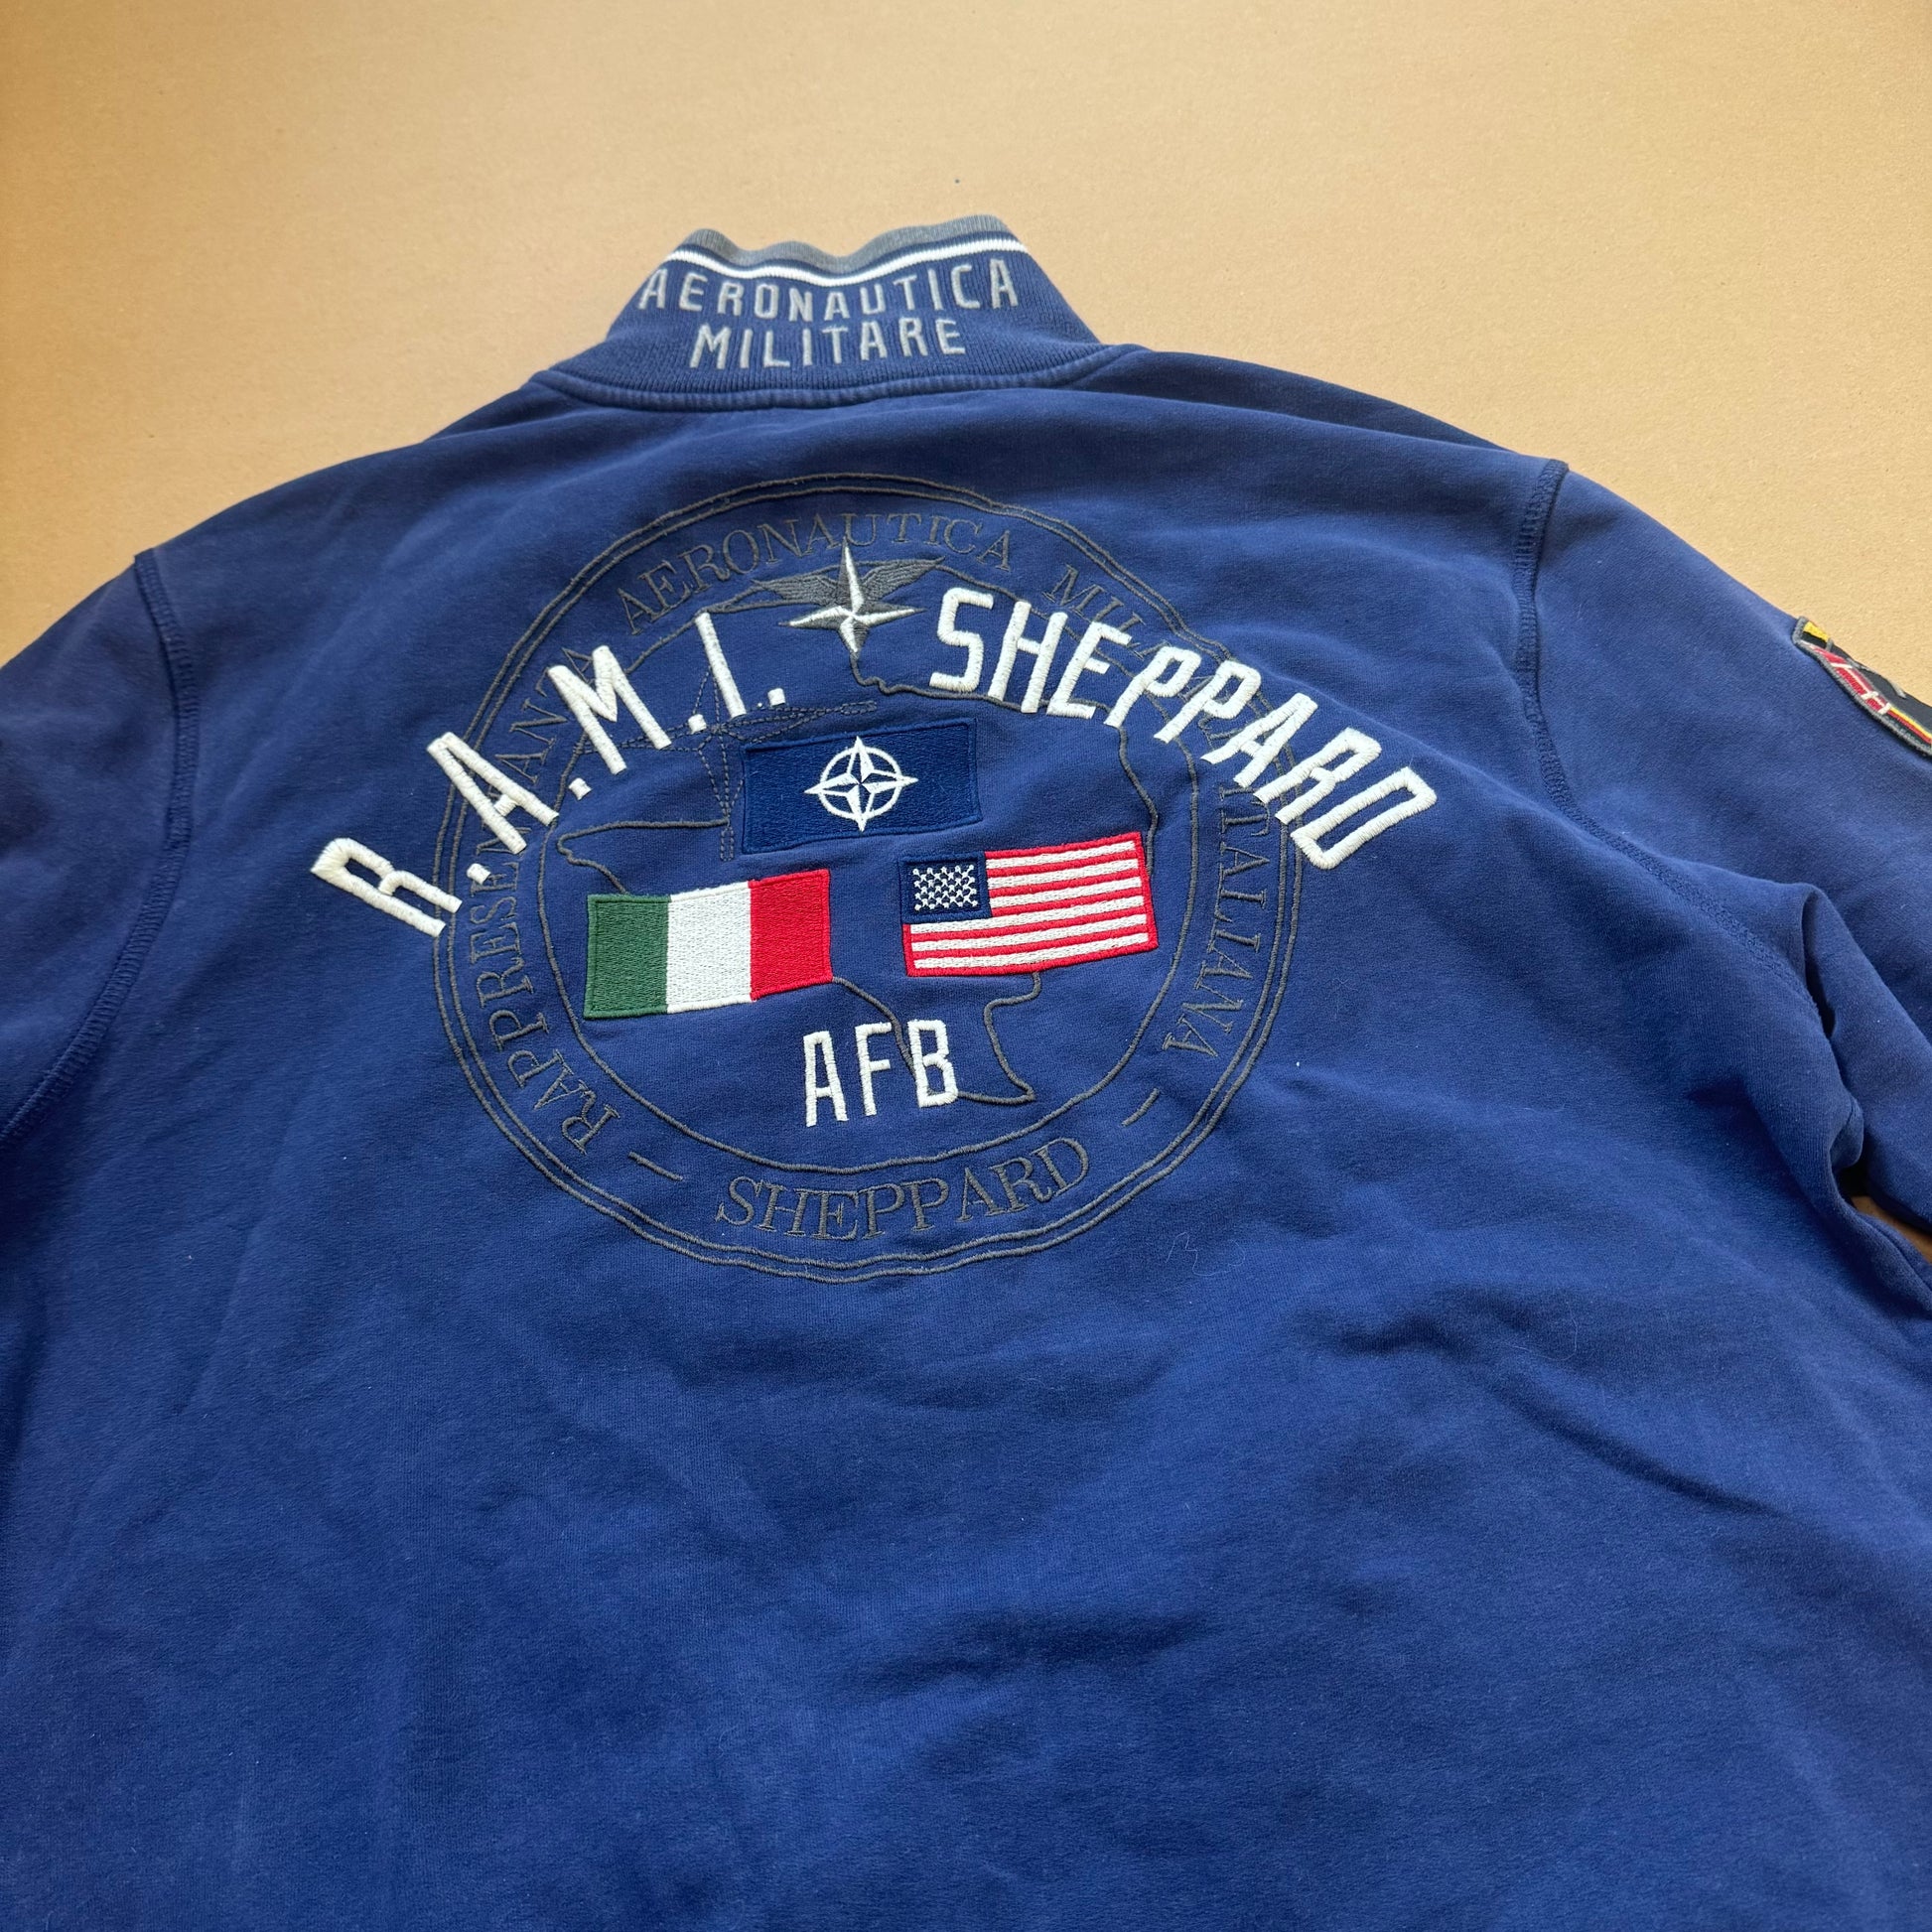 AERONAUTICA
MILITARE
R.A.M.I. SHEPPARD
AFB
RAPPRESENTANZA AERONAUTICA MILITARE ITALIANA
- SHEPPARD -